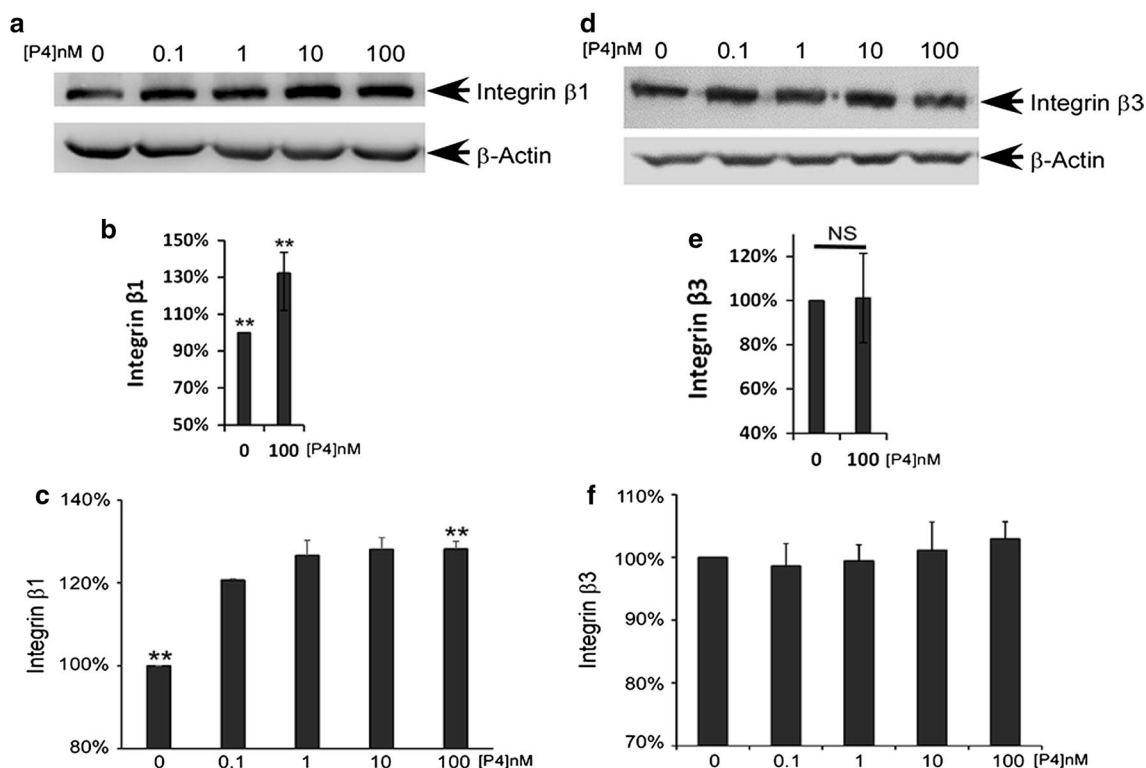 a
[P4]nM 0 0.1 1 10 100
Integrin β1
β-Actin
b
150%
**
130%
110%
**
90%
70%
50%
Integrin β1
0 100 [P4]nM
c
140%
**
120%
**
100%
80%
Integrin β1
0 0.1 1 10 100 [P4]nM
d
[P4]nM 0 0.1 1 10 100
Integrin β3
β-Actin
e
NS
120%
100%
80%
60%
40%
Integrin β3
0 100 [P4]nM
f
110%
100%
90%
80%
70%
Integrin β3
0 0.1 1 10 100 [P4]nM